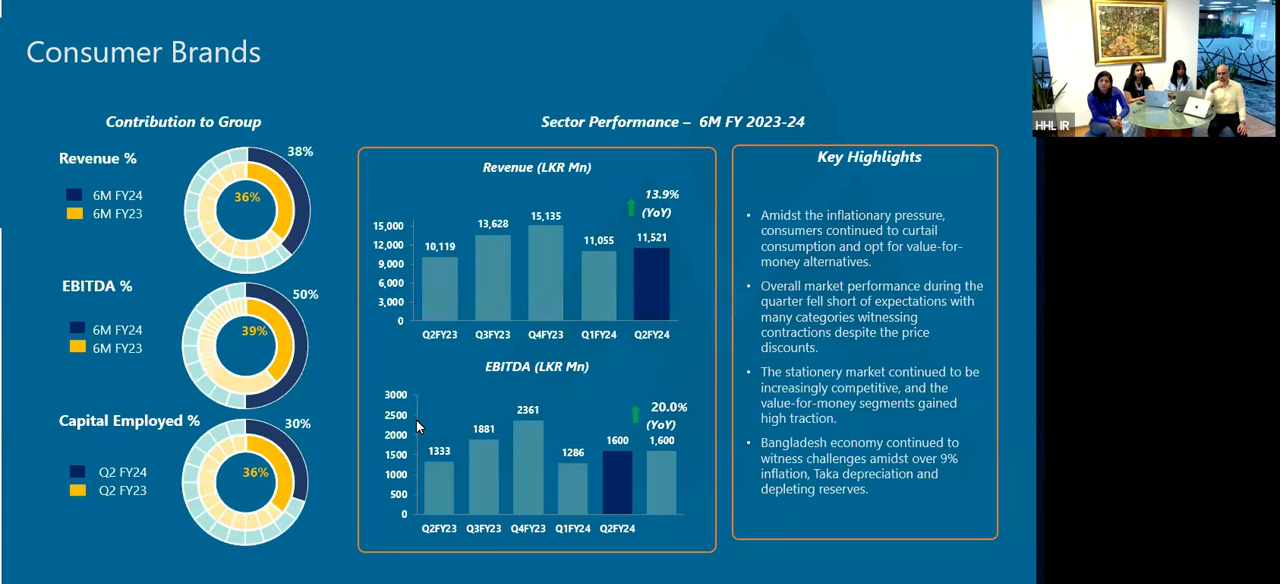 Consumer Brands
Contribution to Group
Revenue %
6M FY24
6M FY23
38%
36%
EBITDA %
6M FY24
6M FY23
50%
39%
Capital Employed %
Q2 FY24
Q2 FY23
30%
36%
Sector Performance – 6M FY 2023-24
Revenue (LKR Mn)
13.9%
(YoY)
15,000
12,000
9,000
6,000
3,000
0
10,119
13,628
15,135
11,055
11,521
Q2FY23
Q3FY23
Q4FY23
Q1FY24
Q2FY24
EBITDA (LKR Mn)
20.0%
(YoY)
3000
2500
2000
1500
1000
500
0
1333
1881
2361
1286
1600
1,600
Q2FY23
Q3FY23
Q4FY23
Q1FY24
Q2FY24
Key Highlights
• Amidst the inflationary pressure,
consumers continued to curtail
consumption and opt for value-for-
money alternatives.
• Overall market performance during the
quarter fell short of expectations with
many categories witnessing
contractions despite the price
discounts.
• The stationery market continued to be
increasingly competitive, and the
value-for-money segments gained
high traction.
• Bangladesh economy continued to
witness challenges amidst over 9%
inflation, Taka depreciation and
depleting reserves.
HHL IR